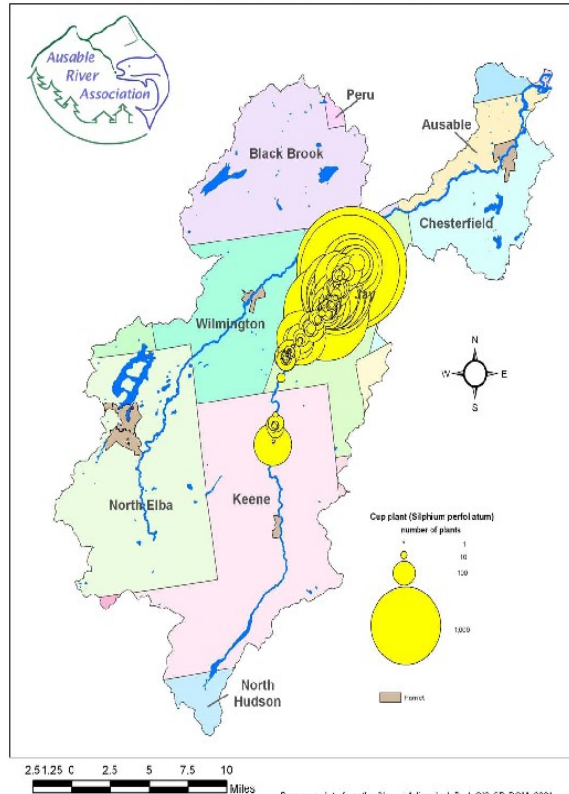 Ausable
River
Association
Peru
Ausable
Black Brook
Chesterfield
Jay
Wilmington
N
W E
S
North Elba
Keene
Cup plant (Silphium perfoliatum)
number of plants
1
10
100
1,000
North
Hudson
2.5 1.25 0 2.5 5 7.5 10
Miles